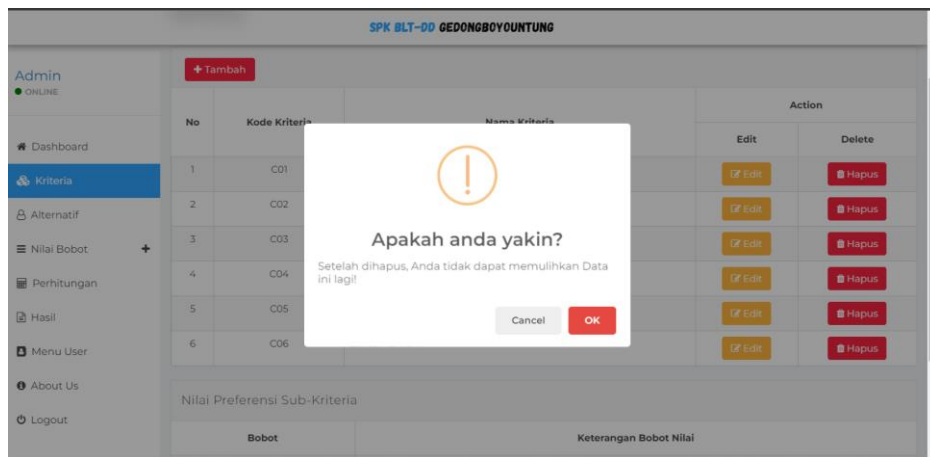 SPK BLT-DD GEDONGBOYOUNTUNG
Admin
ONLINE
Dashboard
Kriteria
Alternatif
Nilai Bobot +
Perhitungan
Hasil
Menu User
About Us
Logout
+ Tambah
No Kode Kriteria Nama Kriteria Action
Edit Delete
1 C01 Edit Hapus
2 C02 Edit Hapus
3 C03 Edit Hapus
4 C04 Edit Hapus
5 C05 Edit Hapus
6 C06 Edit Hapus
!
Apakah anda yakin?
Setelah dihapus, Anda tidak dapat memulihkan Data
ini lagi!
Cancel OK
Nilai Preferensi Sub-Kriteria
Bobot Keterangan Bobot Nilai